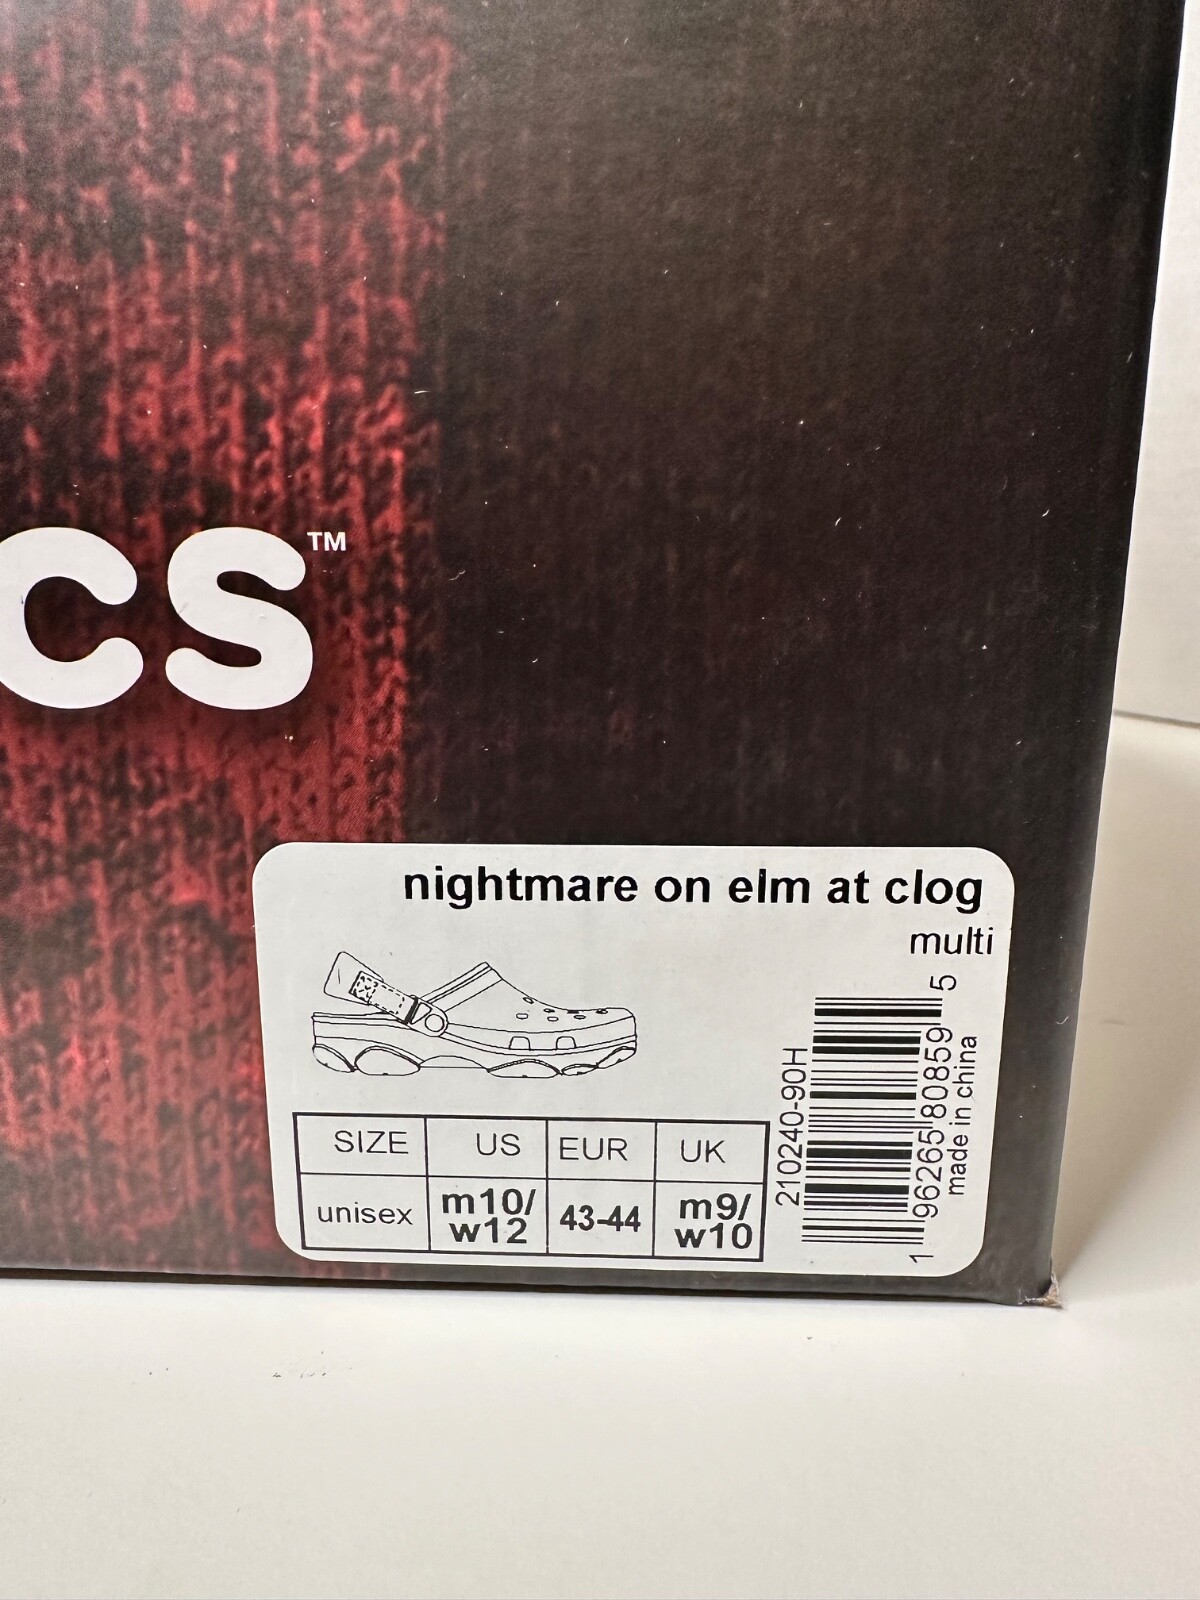 cs™
nightmare on elm at clog
multi
SIZE US EUR UK
unisex m10/ w12 43-44 m9/ w10
210240-90H
1 96265 80859 5
made in china